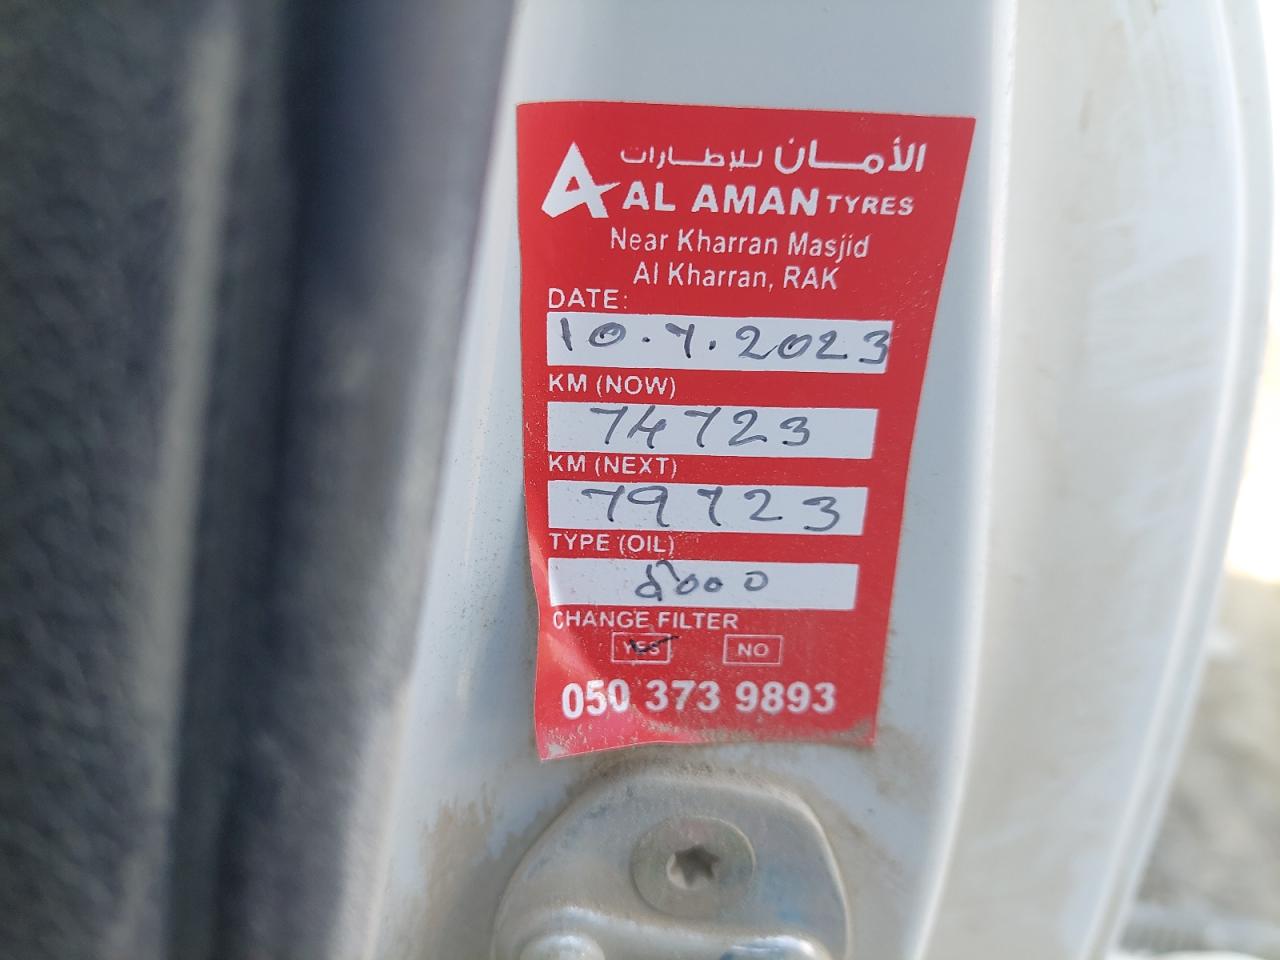 الأمان للإطارات
AL AMAN TYRES
Near Kharran Masjid
Al Kharran, RAK
DATE:
10.7.2023
KM (NOW)
74723
KM (NEXT)
79723
TYPE (OIL)
5000
CHANGE FILTER
YES NO
050 373 9893